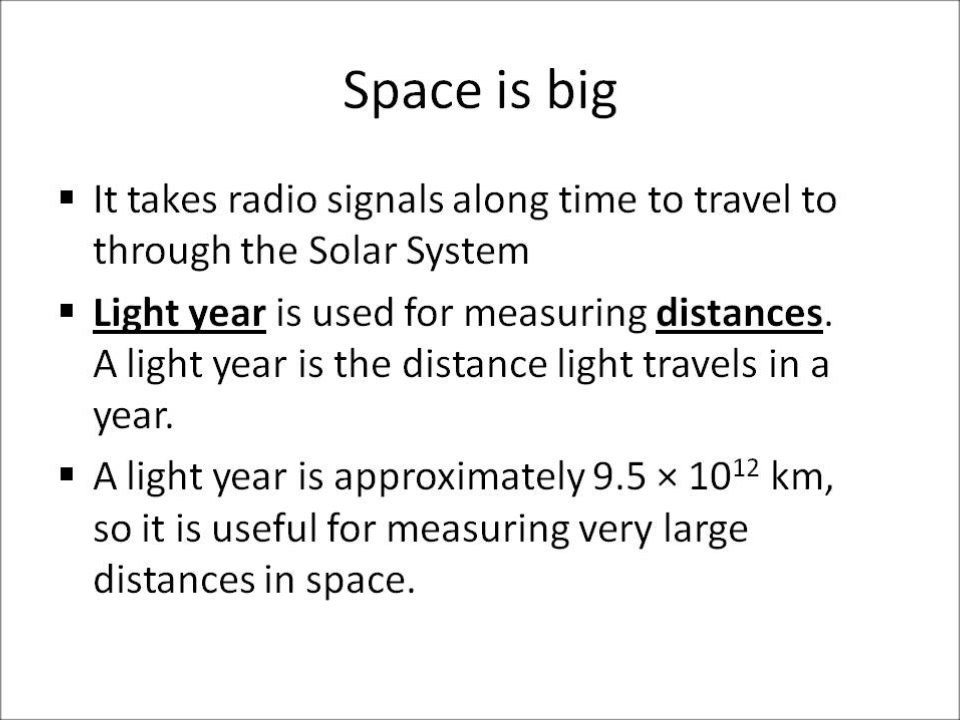 Space is big
▪ It takes radio signals along time to travel to
through the Solar System
▪ Light year is used for measuring distances.
A light year is the distance light travels in a
year.
▪ A light year is approximately 9.5 × 10¹² km,
so it is useful for measuring very large
distances in space.